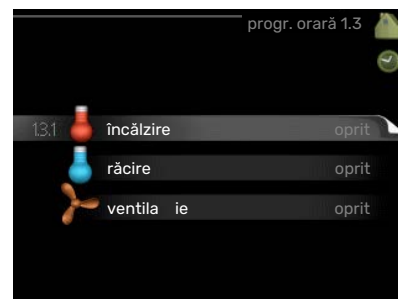 progr. orară 1.3
1.3.1 încălzire oprit
răcire oprit
ventila ie oprit